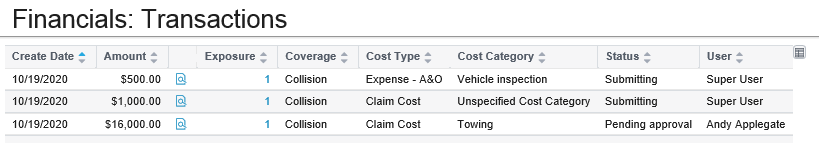 Financials: Transactions
Create Date Amount Exposure Coverage Cost Type Cost Category Status User
10/19/2020 $500.00 1 Collision Expense - A&O Vehicle inspection Submitting Super User
10/19/2020 $1,000.00 1 Collision Claim Cost Unspecified Cost Category Submitting Super User
10/19/2020 $16,000.00 1 Collision Claim Cost Towing Pending approval Andy Applegate